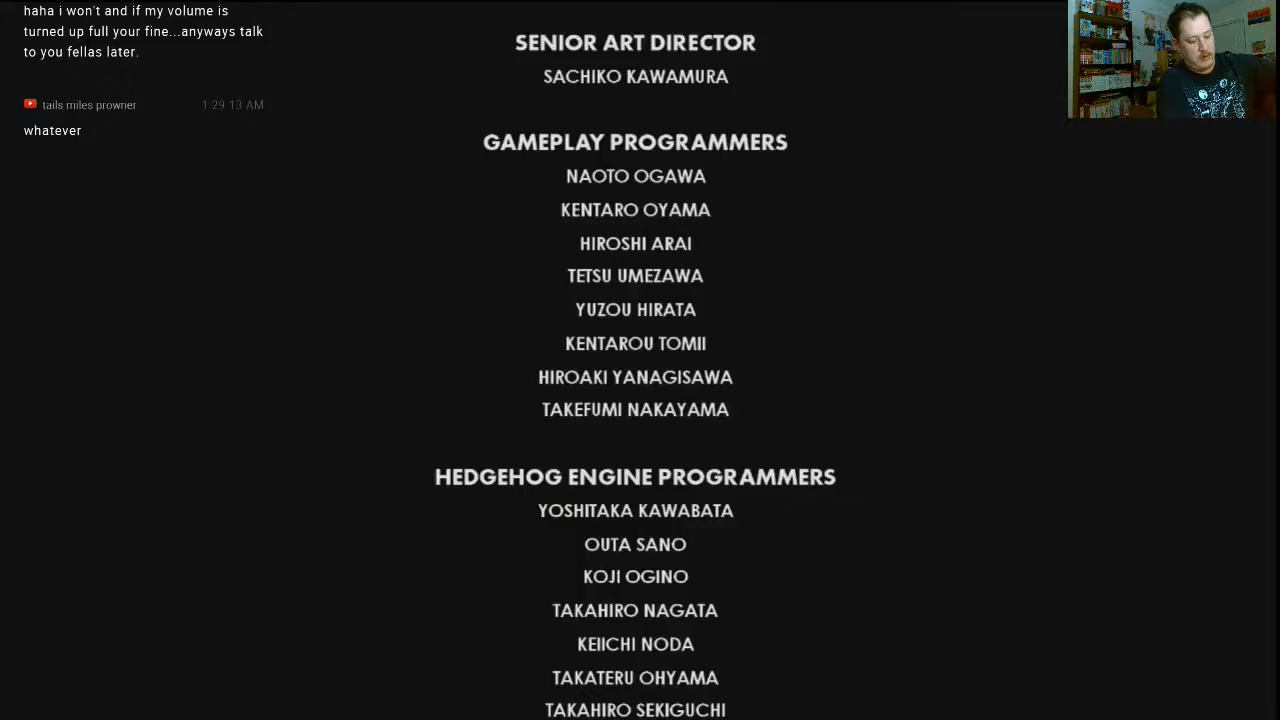 haha i won't and if my volume is
turned up full your fine...anyways talk
to you fellas later.
tails miles prowner 1:29 13 AM
whatever
SENIOR ART DIRECTOR
SACHIKO KAWAMURA
GAMEPLAY PROGRAMMERS
NAOTO OGAWA
KENTARO OYAMA
HIROSHI ARAI
TETSU UMEZAWA
YUZOU HIRATA
KENTAROU TOMII
HIROAKI YANAGISAWA
TAKEFUMI NAKAYAMA
HEDGEHOG ENGINE PROGRAMMERS
YOSHITAKA KAWABATA
OUTA SANO
KOJI OGINO
TAKAHIRO NAGATA
KEIICHI NODA
TAKATERU OHYAMA
TAKAHIRO SEKIGUCHI